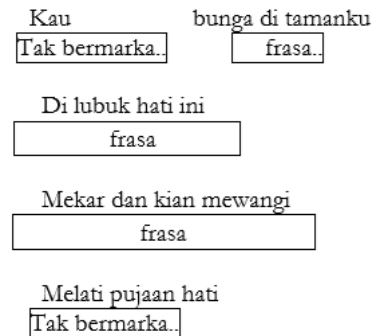 Kau bunga di tamanku
Tak bermarka.. frasa..
Di lubuk hati ini
frasa
Mekar dan kian mewangi
frasa
Melati pujaan hati
Tak bermarka..